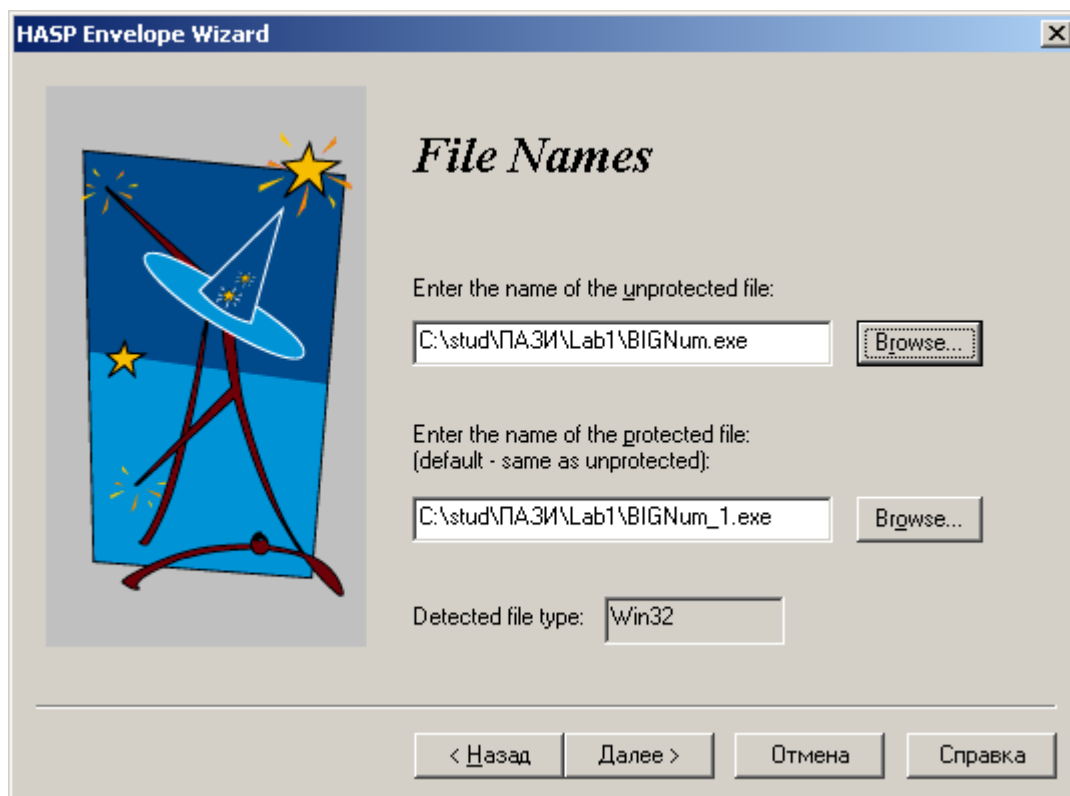 HASP Envelope Wizard
File Names
Enter the name of the unprotected file:
C:\stud\ПАЗИ\Lab1\BIGNum.exe
Browse...
Enter the name of the protected file:
(default - same as unprotected):
C:\stud\ПАЗИ\Lab1\BIGNum_1.exe
Browse...
Detected file type:
Win32
< Назад
Далее >
Отмена
Справка